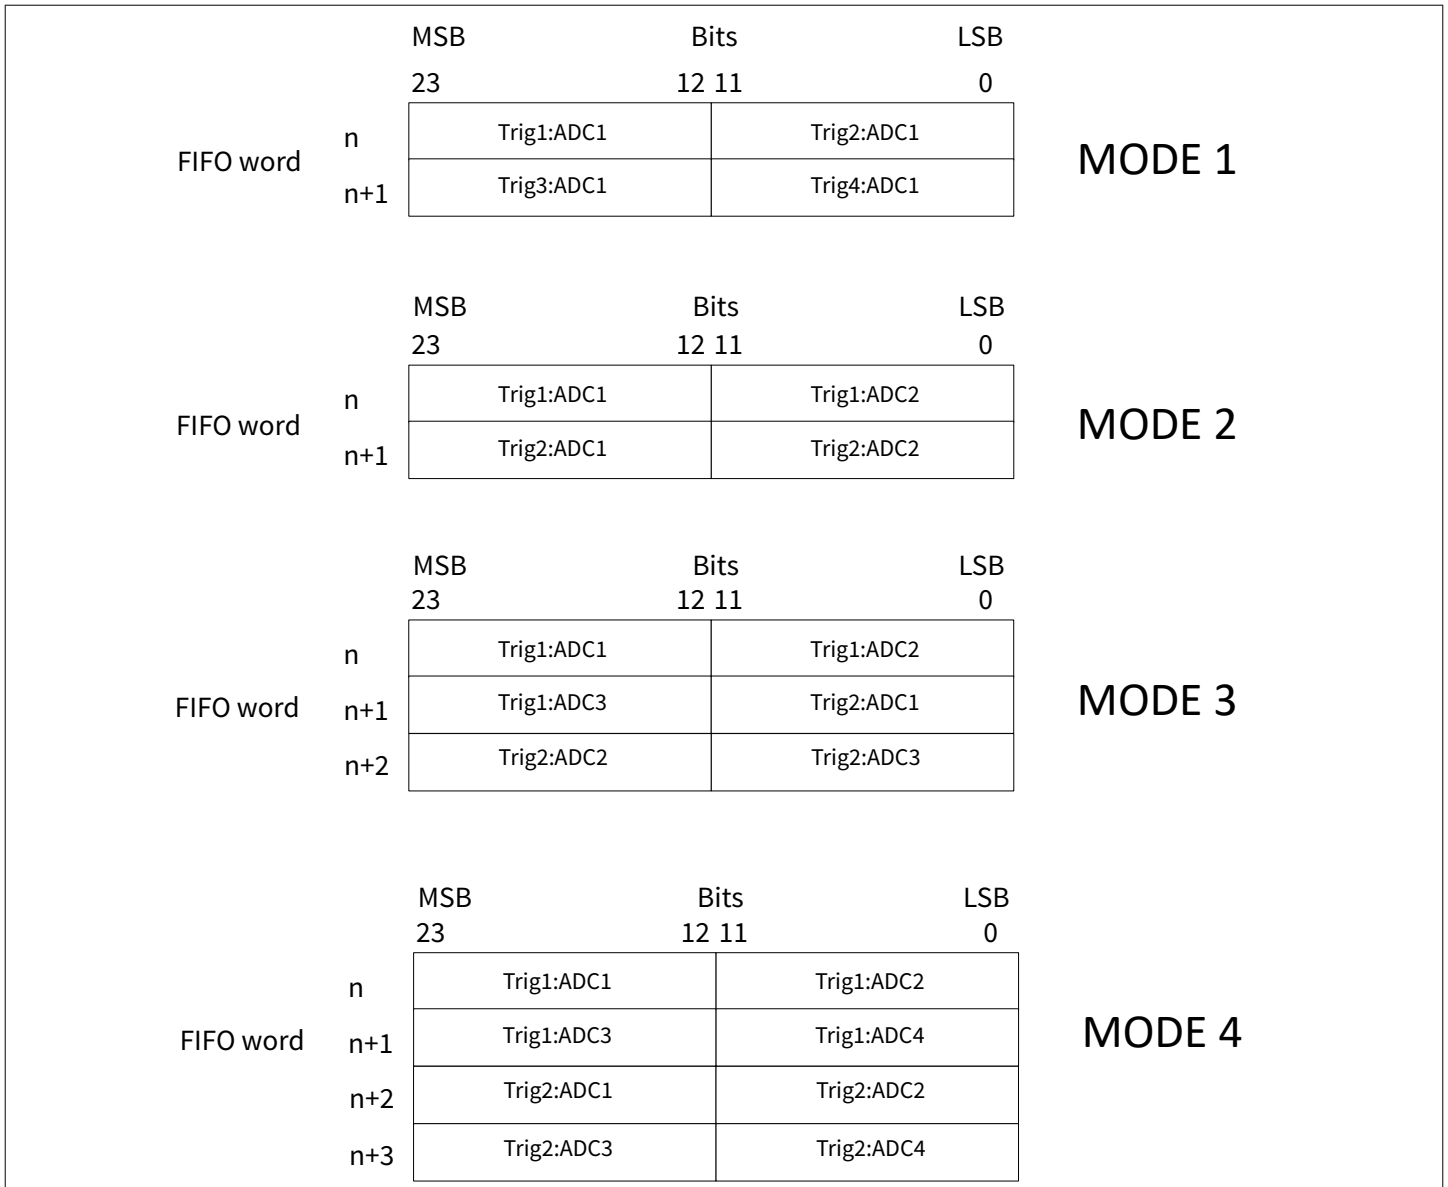 MSB Bits LSB
23 12 11 0
n Trig1:ADC1 Trig2:ADC1
FIFO word MODE 1
n+1 Trig3:ADC1 Trig4:ADC1
MSB Bits LSB
23 12 11 0
n Trig1:ADC1 Trig1:ADC2
FIFO word MODE 2
n+1 Trig2:ADC1 Trig2:ADC2
MSB Bits LSB
23 12 11 0
n Trig1:ADC1 Trig1:ADC2
FIFO word n+1 Trig1:ADC3 Trig2:ADC1 MODE 3
n+2 Trig2:ADC2 Trig2:ADC3
MSB Bits LSB
23 12 11 0
n Trig1:ADC1 Trig1:ADC2
FIFO word n+1 Trig1:ADC3 Trig1:ADC4 MODE 4
n+2 Trig2:ADC1 Trig2:ADC2
n+3 Trig2:ADC3 Trig2:ADC4